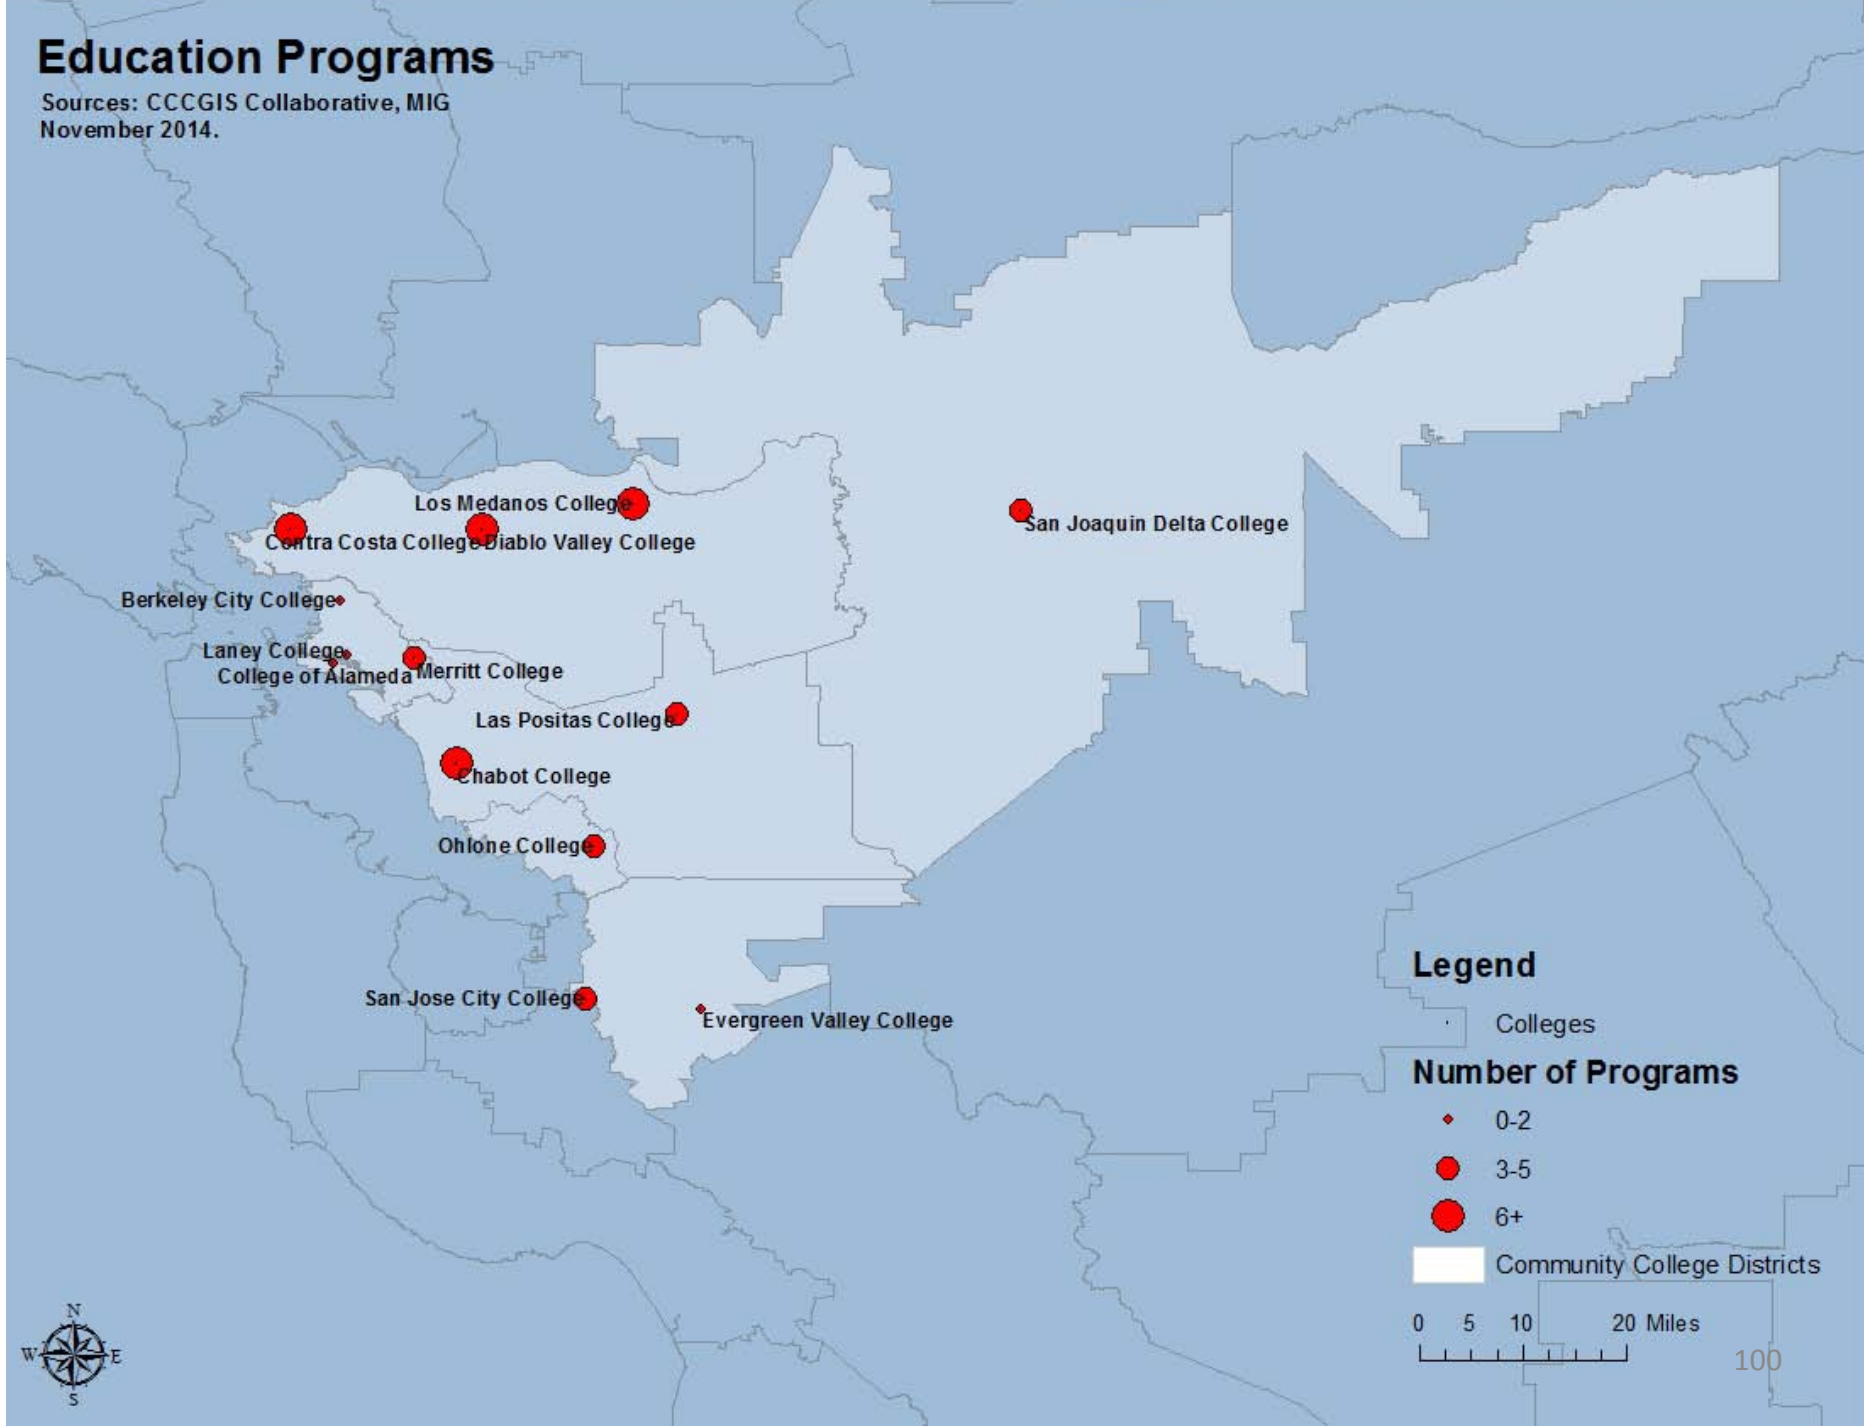 Education Programs
Sources: CCCGIS Collaborative, MIG
November 2014.
Los Medanos College
San Joaquin Delta College
Contra Costa College
Diablo Valley College
Berkeley City College
Laney College
College of Alameda
Merritt College
Las Positas College
Chabot College
Ohlone College
San Jose City College
Evergreen Valley College
Legend
Colleges
Number of Programs
0-2
3-5
6+
Community College Districts
0 5 10 20 Miles
100
N
W E
S